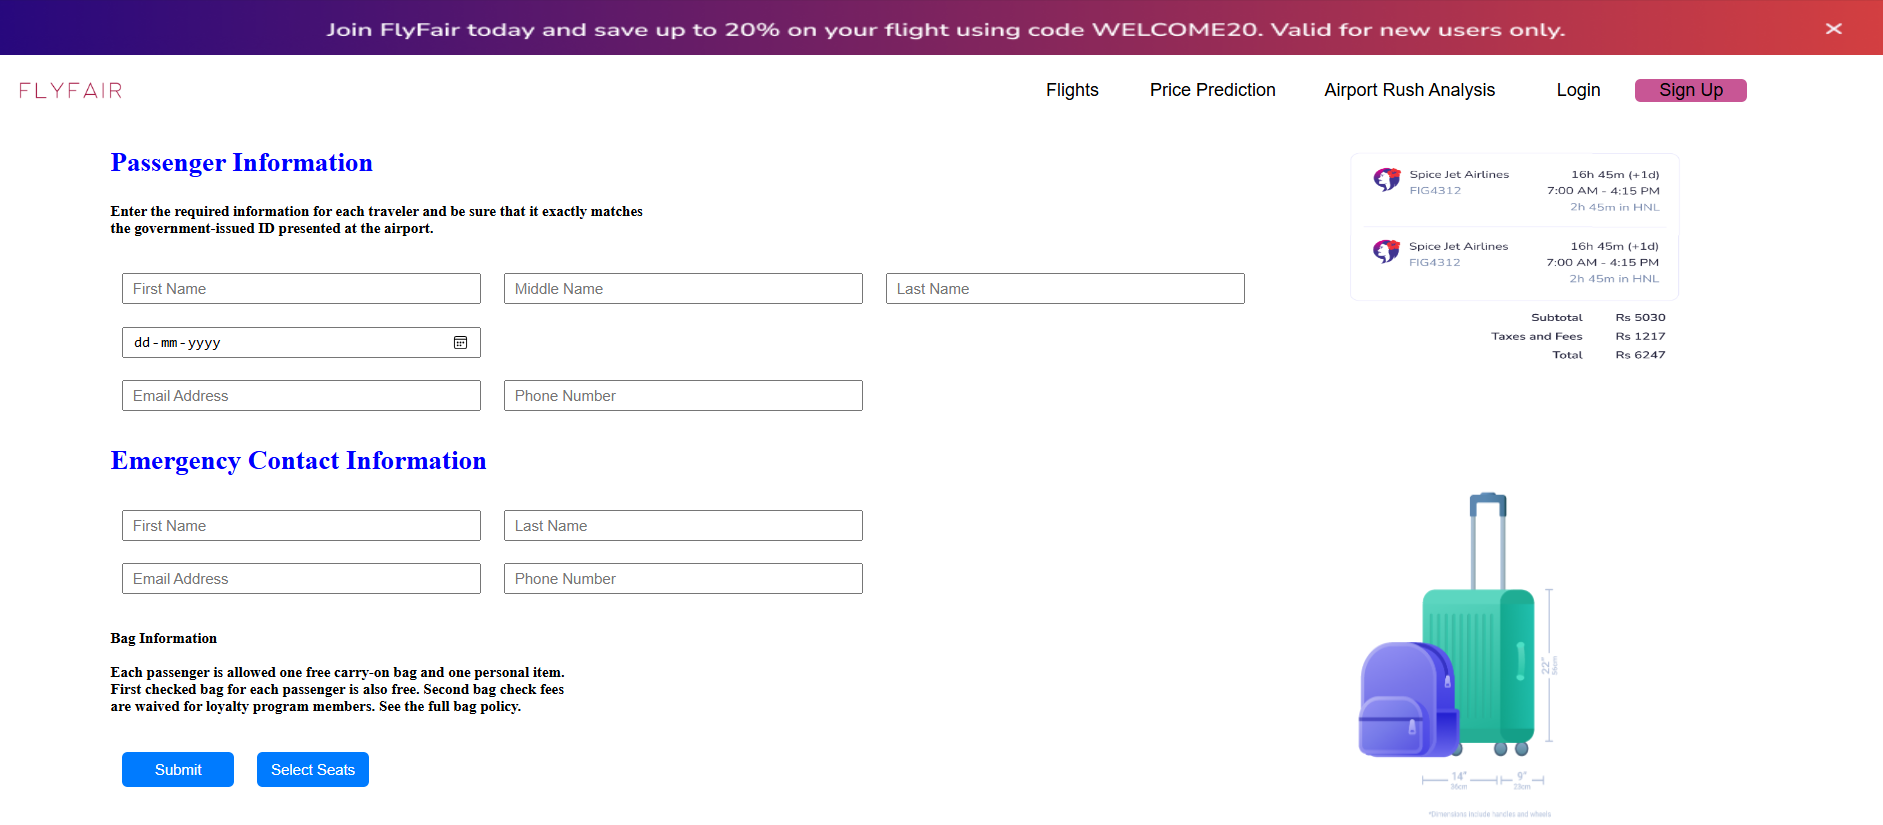 Join FlyFair today and save up to 20% on your flight using code WELCOME20. Valid for new users only.
×
FLYFAIR
Flights
Price Prediction
Airport Rush Analysis
Login
Sign Up
Passenger Information
Enter the required information for each traveler and be sure that it exactly matches
the government-issued ID presented at the airport.
First Name
Middle Name
Last Name
dd-mm-yyyy
Email Address
Phone Number
Emergency Contact Information
First Name
Last Name
Email Address
Phone Number
Bag Information
Each passenger is allowed one free carry-on bag and one personal item.
First checked bag for each passenger is also free. Second bag check fees
are waived for loyalty program members. See the full bag policy.
Submit
Select Seats
Spice Jet Airlines 16h 45m (+1d)
FIG4312 7:00 AM - 4:15 PM
2h 45m in HNL
Spice Jet Airlines 16h 45m (+1d)
FIG4312 7:00 AM - 4:15 PM
2h 45m in HNL
Subtotal Rs 5030
Taxes and Fees Rs 1217
Total Rs 6247
22"
56cm
14"
36cm
9"
23cm
*Dimensions include handles and wheels